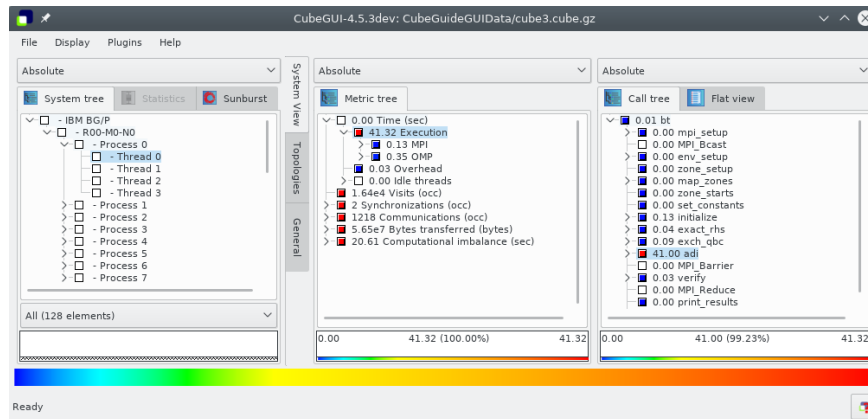 CubeGUI-4.5.3dev: CubeGuideGUIData/cube3.cube.gz
File Display Plugins Help
Absolute
System tree Statistics Sunburst
- IBM BG/P
- R00-M0-N0
- Process 0
- Thread 0
- Thread 1
- Thread 2
- Thread 3
- Process 1
- Process 2
- Process 3
- Process 4
- Process 5
- Process 6
- Process 7
All (128 elements)
System View
Topologies
General
Absolute
Metric tree
0.00 Time (sec)
41.32 Execution
0.13 MPI
0.35 OMP
0.03 Overhead
0.00 Idle threads
1.64e4 Visits (occ)
2 Synchronizations (occ)
1218 Communications (occ)
5.65e7 Bytes transferred (bytes)
20.61 Computational imbalance (sec)
0.00 41.32 (100.00%) 41.32
Absolute
Call tree Flat view
0.01 bt
0.00 mpi_setup
0.00 MPI_Bcast
0.00 env_setup
0.00 zone_setup
0.00 map_zones
0.00 zone_starts
0.00 set_constants
0.13 initialize
0.04 exact_rhs
0.09 exch_qbc
41.00 adi
0.00 MPI_Barrier
0.03 verify
0.00 MPI_Reduce
0.00 print_results
0.00 41.00 (99.23%) 41.32
Ready